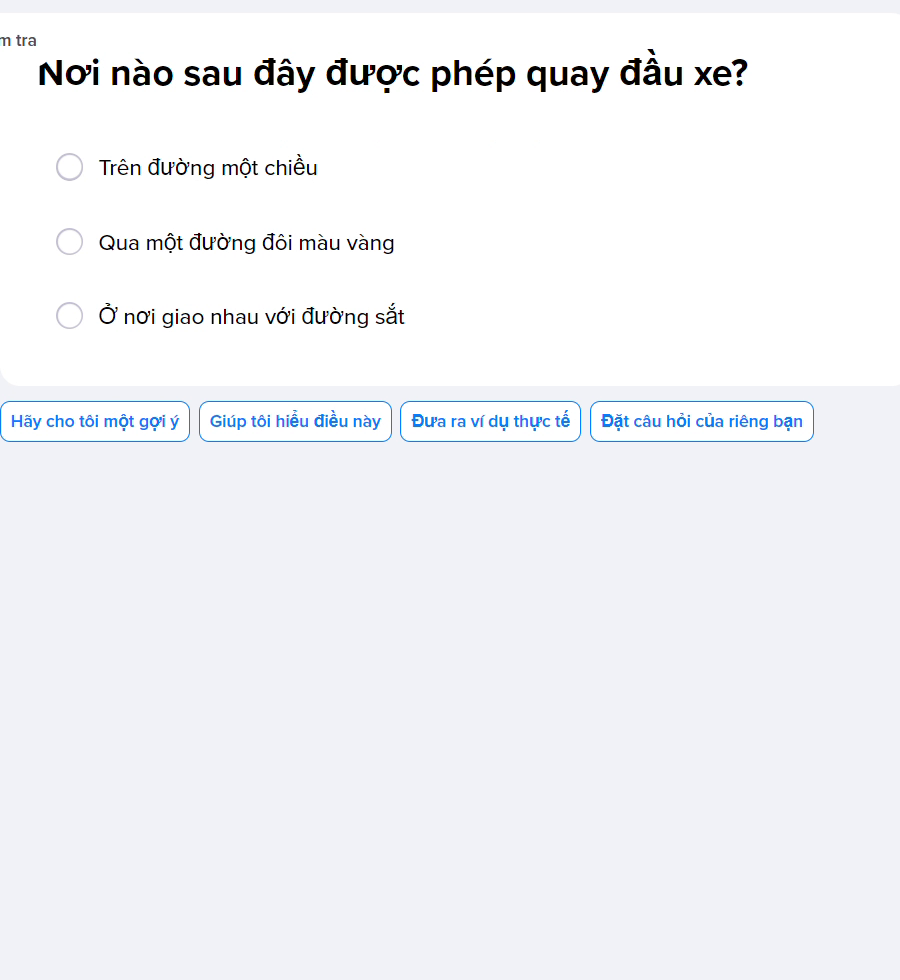 m tra
Nơi nào sau đây được phép quay đầu xe?
Trên đường một chiều
Qua một đường đôi màu vàng
Ở nơi giao nhau với đường sắt
Hãy cho tôi một gợi ý
Giúp tôi hiểu điều này
Đưa ra ví dụ thực tế
Đặt câu hỏi của riêng bạn